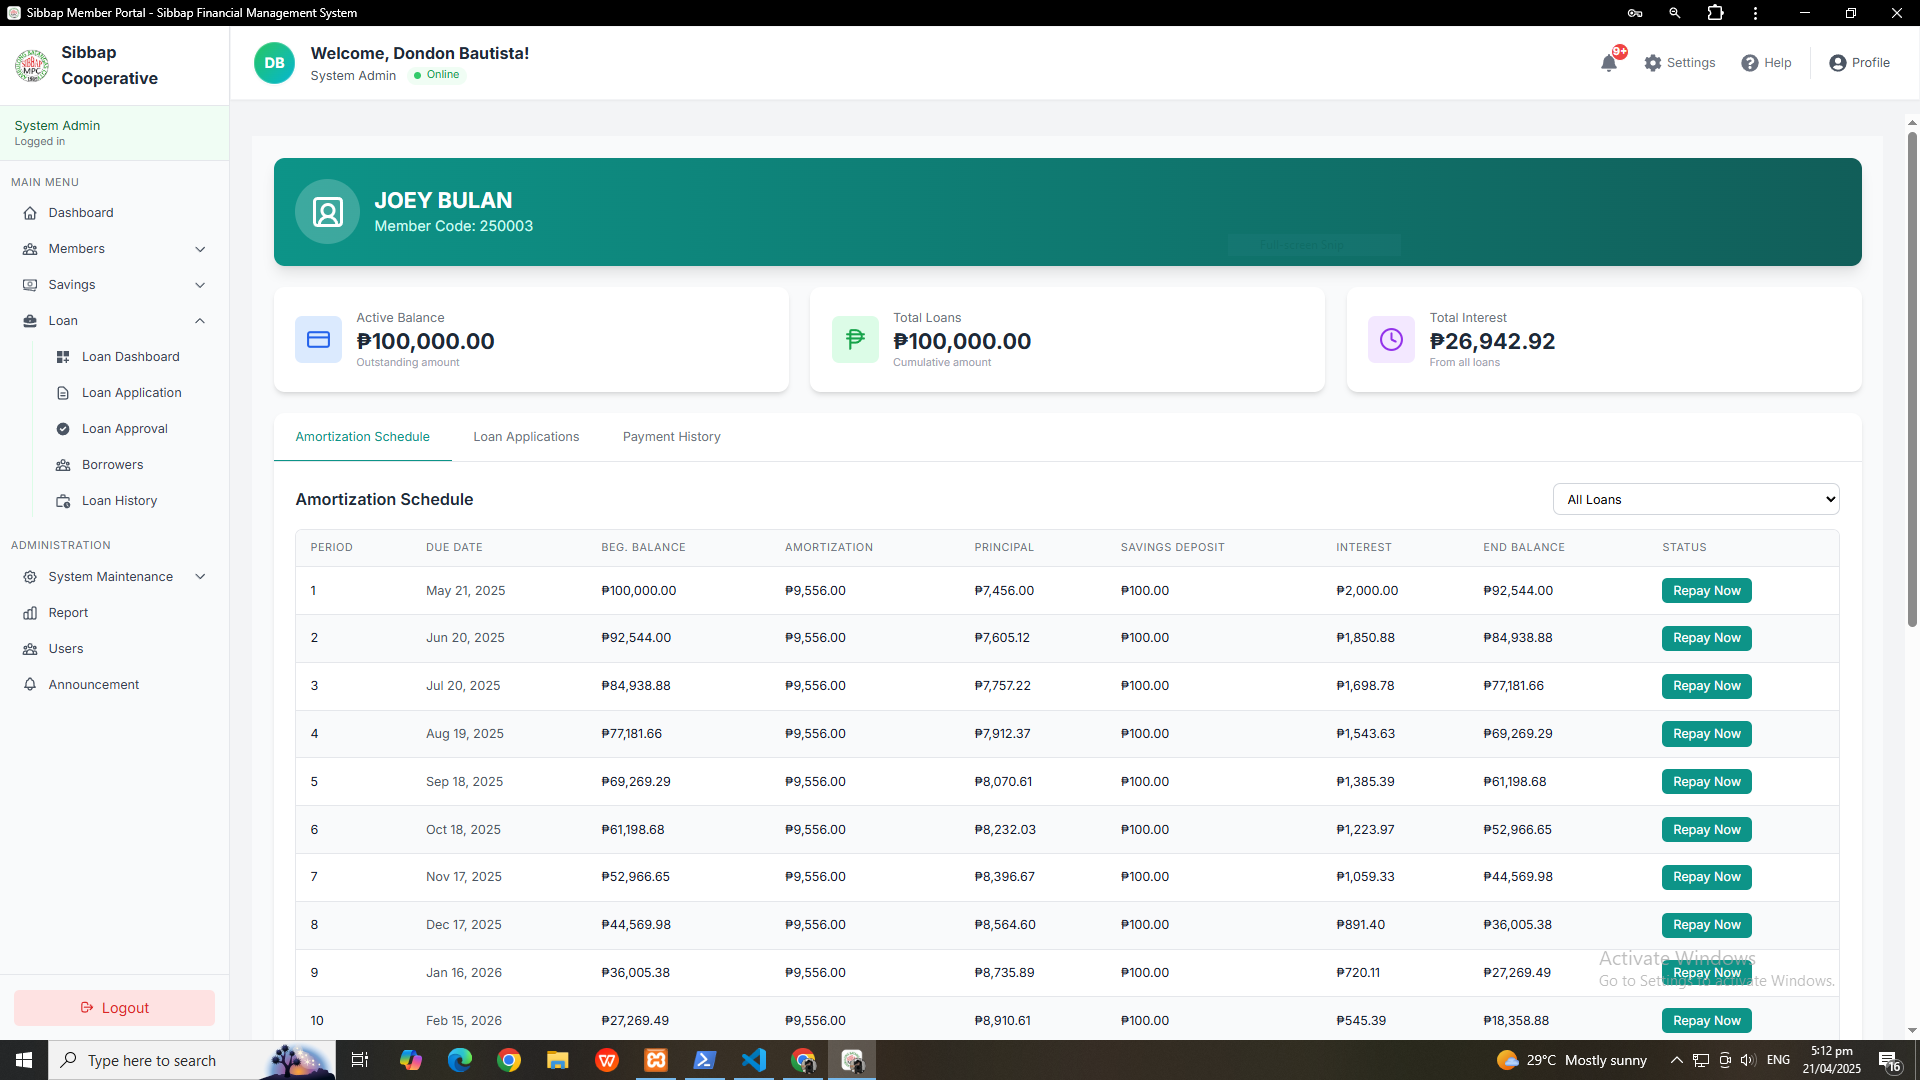 Sibbap Member Portal - Sibbap Financial Management System
Sibbap Cooperative
System Admin
Logged in
MAIN MENU
Dashboard
Members
Savings
Loan
Loan Dashboard
Loan Application
Loan Approval
Borrowers
Loan History
ADMINISTRATION
System Maintenance
Report
Users
Announcement
Logout
DB
Welcome, Dondon Bautista!
System Admin Online
9+
Settings
Help
Profile
JOEY BULAN
Member Code: 250003
Active Balance
₱100,000.00
Outstanding amount
Total Loans
₱100,000.00
Cumulative amount
Total Interest
₱26,942.92
From all loans
Amortization Schedule Loan Applications Payment History
Amortization Schedule
All Loans
PERIOD DUE DATE BEG. BALANCE AMORTIZATION PRINCIPAL SAVINGS DEPOSIT INTEREST END BALANCE STATUS
1 May 21, 2025 ₱100,000.00 ₱9,556.00 ₱7,456.00 ₱100.00 ₱2,000.00 ₱92,544.00 Repay Now
2 Jun 20, 2025 ₱92,544.00 ₱9,556.00 ₱7,605.12 ₱100.00 ₱1,850.88 ₱84,938.88 Repay Now
3 Jul 20, 2025 ₱84,938.88 ₱9,556.00 ₱7,757.22 ₱100.00 ₱1,698.78 ₱77,181.66 Repay Now
4 Aug 19, 2025 ₱77,181.66 ₱9,556.00 ₱7,912.37 ₱100.00 ₱1,543.63 ₱69,269.29 Repay Now
5 Sep 18, 2025 ₱69,269.29 ₱9,556.00 ₱8,070.61 ₱100.00 ₱1,385.39 ₱61,198.68 Repay Now
6 Oct 18, 2025 ₱61,198.68 ₱9,556.00 ₱8,232.03 ₱100.00 ₱1,223.97 ₱52,966.65 Repay Now
7 Nov 17, 2025 ₱52,966.65 ₱9,556.00 ₱8,396.67 ₱100.00 ₱1,059.33 ₱44,569.98 Repay Now
8 Dec 17, 2025 ₱44,569.98 ₱9,556.00 ₱8,564.60 ₱100.00 ₱891.40 ₱36,005.38 Repay Now
9 Jan 16, 2026 ₱36,005.38 ₱9,556.00 ₱8,735.89 ₱100.00 ₱720.11 ₱27,269.49 Repay Now
10 Feb 15, 2026 ₱27,269.49 ₱9,556.00 ₱8,910.61 ₱100.00 ₱545.39 ₱18,358.88 Repay Now
Activate Windows
Go to Settings to activate Windows.
Type here to search
29°C Mostly sunny
ENG
5:12 pm
21/04/2025
16